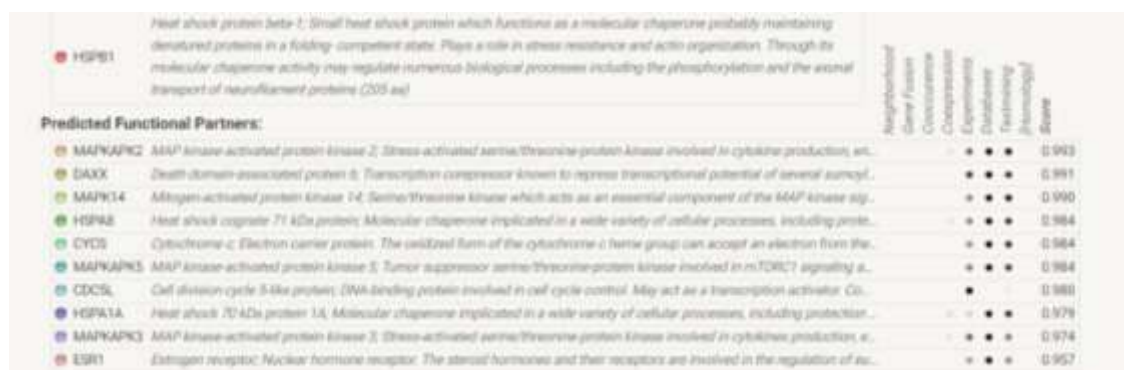 Heat shock protein beta-1; Small heat shock protein which functions as a molecular chaperone probably maintaining
denatured proteins in a folding- competent state. Plays a role in stress resistance and actin organization. Through its
HSPB1
molecular chaperone activity may regulate numerous biological processes including the phosphorylation and the axonal
transport of neurofilament proteins (205 aa)
Neighborhood
Gene Fusion
Cooccurence
Coexpression
Experiments
Databases
Textmining
[Homology]
Score
Predicted Functional Partners:
MAPKAPK2 MAP kinase-activated protein kinase 2; Stress-activated serine/threonine-protein kinase involved in cytokine production, en... 0.993
DAXX Death domain-associated protein 6; Transcription corepressor known to repress transcriptional potential of several sumoyl... 0.991
MAPK14 Mitogen-activated protein kinase 14; Serine/threonine kinase which acts as an essential component of the MAP kinase sig... 0.990
HSPA8 Heat shock cognate 71 kDa protein; Molecular chaperone implicated in a wide variety of cellular processes, including prote... 0.984
CYCS Cytochrome c; Electron carrier protein. The oxidized form of the cytochrome c heme group can accept an electron from the... 0.984
MAPKAPK5 MAP kinase-activated protein kinase 5; Tumor suppressor serine/threonine-protein kinase involved in mTORC1 signaling a... 0.984
CDC5L Cell division cycle 5-like protein; DNA-binding protein involved in cell cycle control. May act as a transcription activator. Co... 0.980
HSPA1A Heat shock 70 kDa protein 1A; Molecular chaperone implicated in a wide variety of cellular processes, including protection... 0.979
MAPKAPK3 MAP kinase-activated protein kinase 3; Stress-activated serine/threonine-protein kinase involved in cytokines production, e... 0.974
ESR1 Estrogen receptor; Nuclear hormone receptor. The steroid hormones and their receptors are involved in the regulation of eu... 0.957